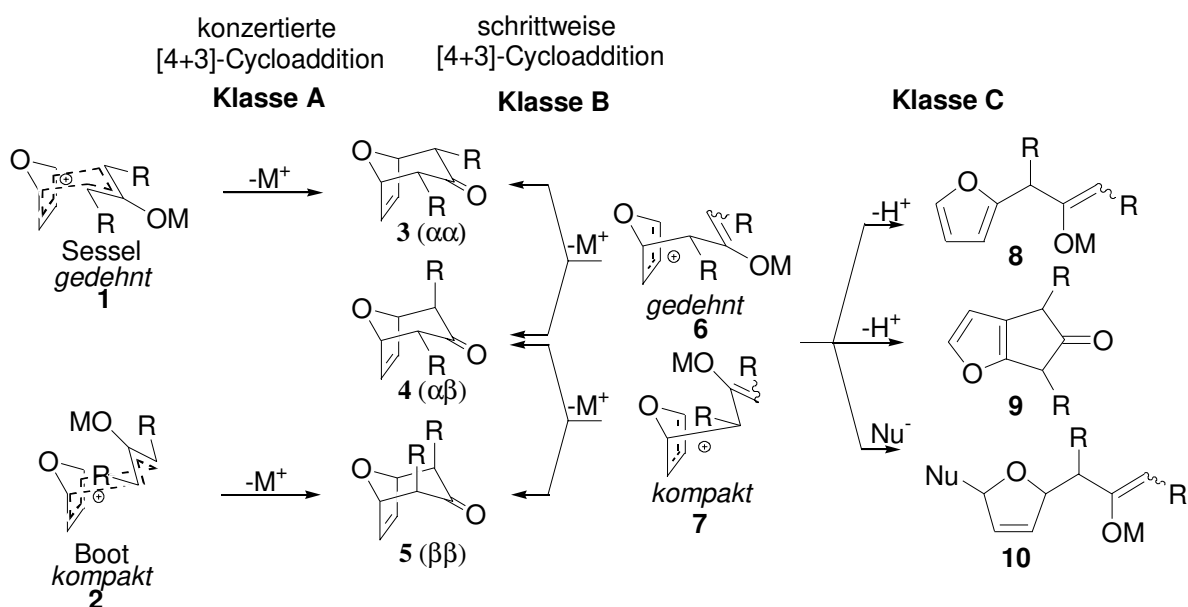 konzertierte
[4+3]-Cycloaddition
Klasse A
schrittweise
[4+3]-Cycloaddition
Klasse B
Klasse C
O
R
R
OM
⊕
Sessel
gedehnt
1
-M⁺
O
R
R
O
3 (αα)
-M⁺
O
R
R
OM
⊕
gedehnt
6
-H⁺
O
R
R
OM
8
O
R
R
O
4 (αβ)
-H⁺
O
R
R
O
9
MO
R
O
R
⊕
Boot
kompakt
2
-M⁺
O
R
R
O
5 (ββ)
-M⁺
MO
R
O
R
⊕
kompakt
7
Nu⁻
Nu
O
R
R
OM
10